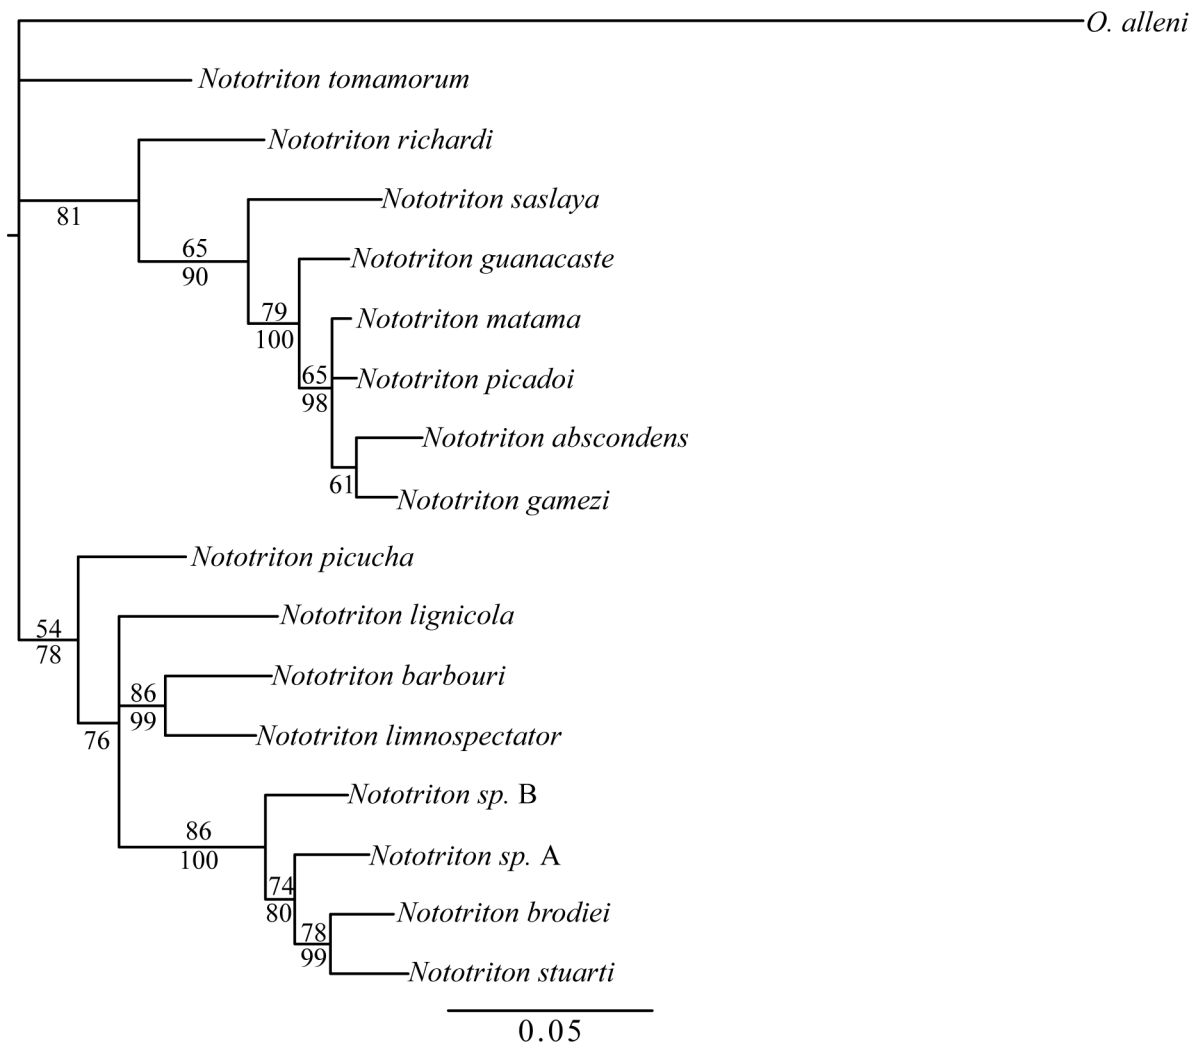 O. alleni
Nototriton tomamorum
Nototriton richardi
Nototriton saslaya
81
65
90
Nototriton guanacaste
79
100
Nototriton matama
65
98
Nototriton picadoi
Nototriton abscondens
61
Nototriton gamezi
Nototriton picucha
54
78
Nototriton lignicola
76
86
99
Nototriton barbouri
Nototriton limnospectator
Nototriton sp. B
86
100
Nototriton sp. A
74
80
Nototriton brodiei
78
99
Nototriton stuarti
0.05